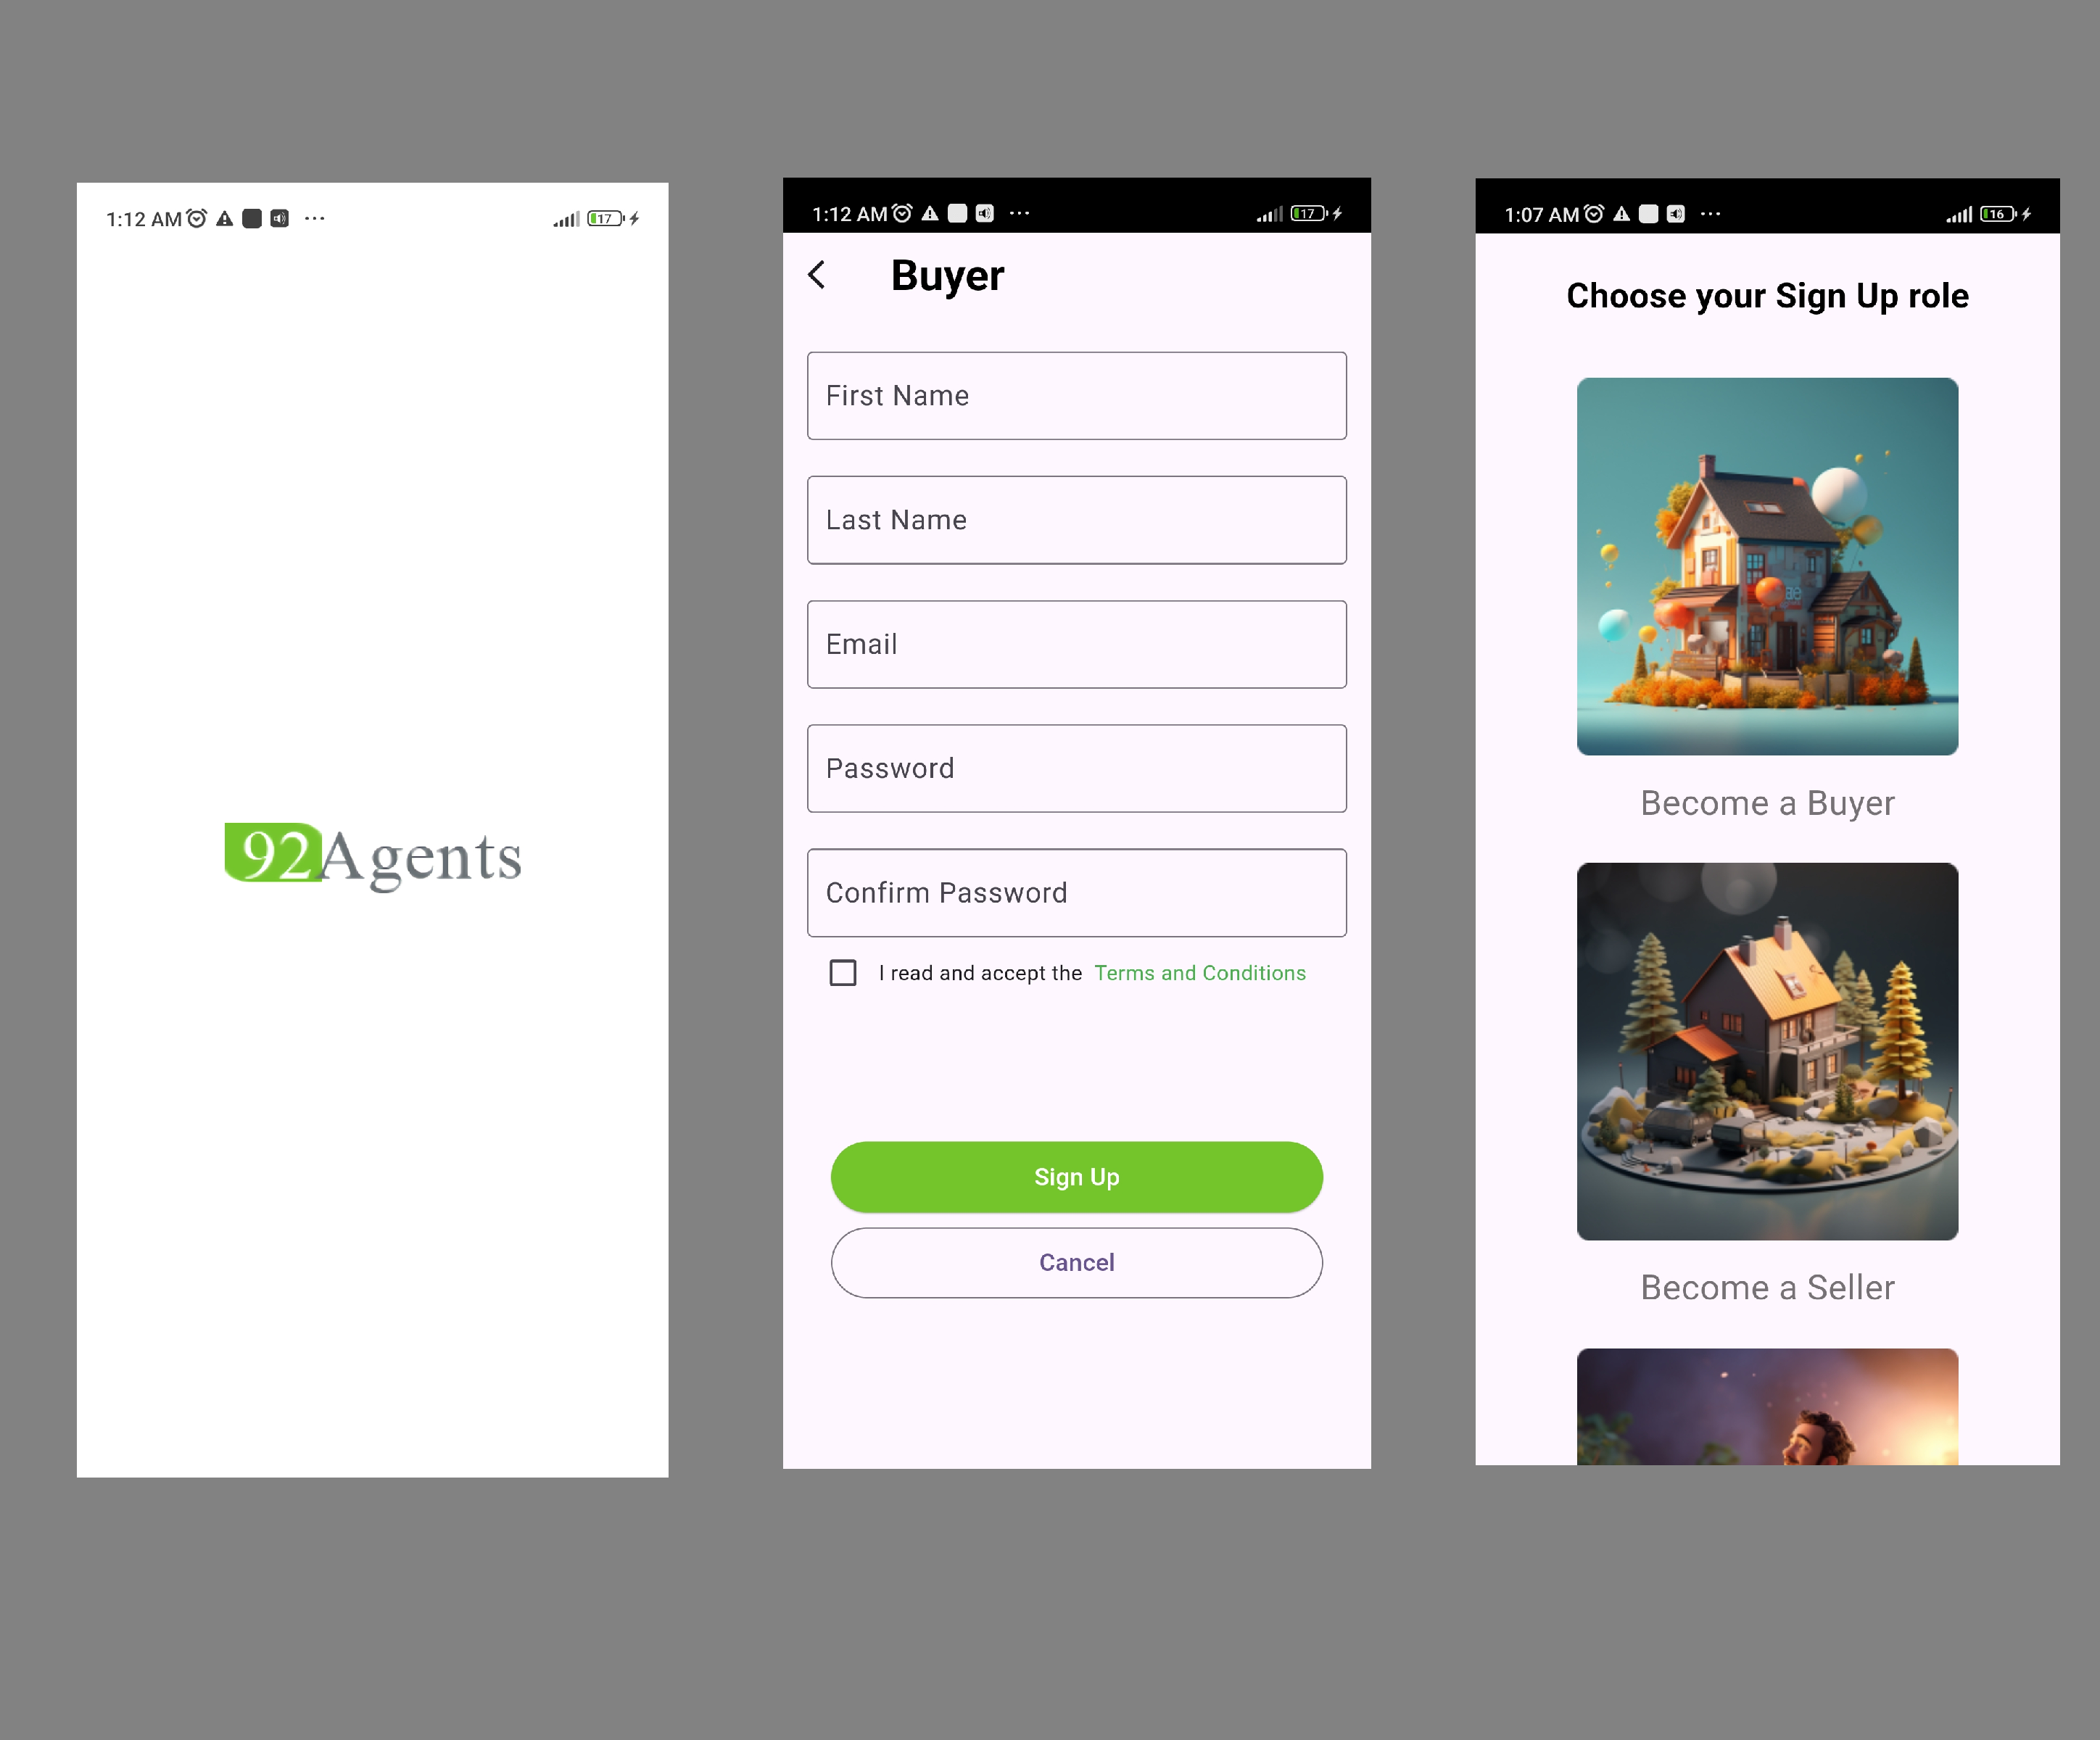 1:12 AM
17
92Agents
1:12 AM
17
Buyer
First Name
Last Name
Email
Password
Confirm Password
I read and accept the Terms and Conditions
Sign Up
Cancel
1:07 AM
16
Choose your Sign Up role
Become a Buyer
Become a Seller